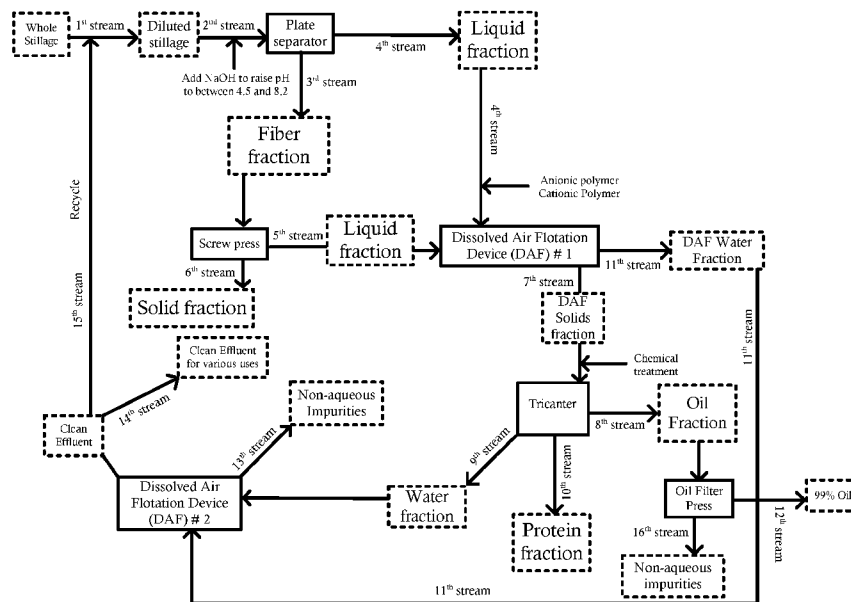 Whole
Stillage
1st stream
Diluted
stillage
2nd stream
Plate
separator
4th stream
Liquid
fraction
Add NaOH to raise pH
to between 4.5 and 8.2
3rd stream
Fiber
fraction
4th stream
Anionic polymer
Cationic Polymer
Recycle
15th stream
Screw press
5th stream
Liquid
fraction
Dissolved Air Flotation
Device (DAF) # 1
11th stream
DAF Water
Fraction
6th stream
Solid fraction
7th stream
DAF
Solids
fraction
11th stream
Chemical
treatment
Clean Effluent
for various uses
14th stream
Non-aqueous
Impurities
Tricanter
8th stream
Oil
Fraction
Clean
Effluent
13th stream
9th stream
10th stream
Dissolved Air
Flotation Device
(DAF) # 2
Water
fraction
Protein
fraction
Oil Filter
Press
12th stream
99% Oil
16th stream
Non-aqueous
impurities
11th stream